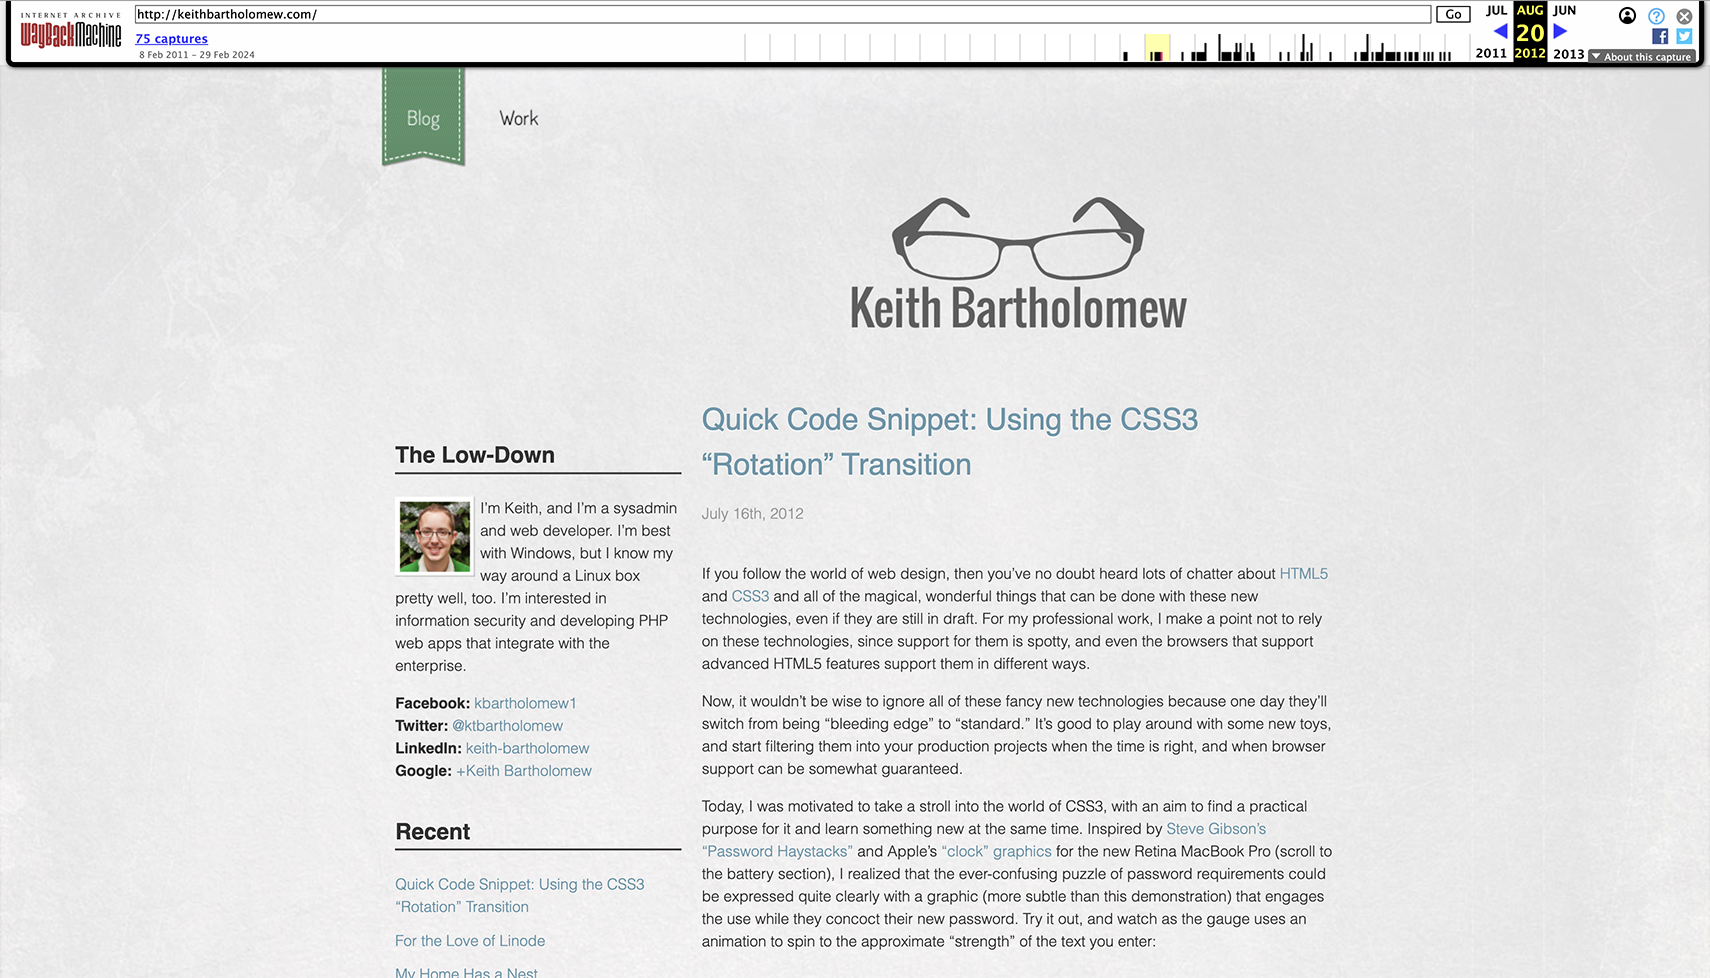 INTERNET ARCHIVE
WayBackMachine
http://keithbartholomew.com/
Go
75 captures
8 Feb 2011 – 29 Feb 2024
JUL AUG JUN
20
2011 2012 2013
About this capture
Blog
Work
Keith Bartholomew
The Low-Down
I'm Keith, and I'm a sysadmin
and web developer. I'm best
with Windows, but I know my
way around a Linux box
pretty well, too. I'm interested in
information security and developing PHP
web apps that integrate with the
enterprise.
Facebook: kbartholomew1
Twitter: @ktbartholomew
LinkedIn: keith-bartholomew
Google: +Keith Bartholomew
Recent
Quick Code Snippet: Using the CSS3
“Rotation” Transition
For the Love of Linode
My Home Has a Nest
Quick Code Snippet: Using the CSS3
“Rotation” Transition
July 16th, 2012
If you follow the world of web design, then you’ve no doubt heard lots of chatter about HTML5
and CSS3 and all of the magical, wonderful things that can be done with these new
technologies, even if they are still in draft. For my professional work, I make a point not to rely
on these technologies, since support for them is spotty, and even the browsers that support
advanced HTML5 features support them in different ways.
Now, it wouldn’t be wise to ignore all of these fancy new technologies because one day they’ll
switch from being “bleeding edge” to “standard.” It’s good to play around with some new toys,
and start filtering them into your production projects when the time is right, and when browser
support can be somewhat guaranteed.
Today, I was motivated to take a stroll into the world of CSS3, with an aim to find a practical
purpose for it and learn something new at the same time. Inspired by Steve Gibson’s
“Password Haystacks” and Apple’s “clock” graphics for the new Retina MacBook Pro (scroll to
the battery section), I realized that the ever-confusing puzzle of password requirements could
be expressed quite clearly with a graphic (more subtle than this demonstration) that engages
the use while they concoct their new password. Try it out, and watch as the gauge uses an
animation to spin to the approximate “strength” of the text you enter: